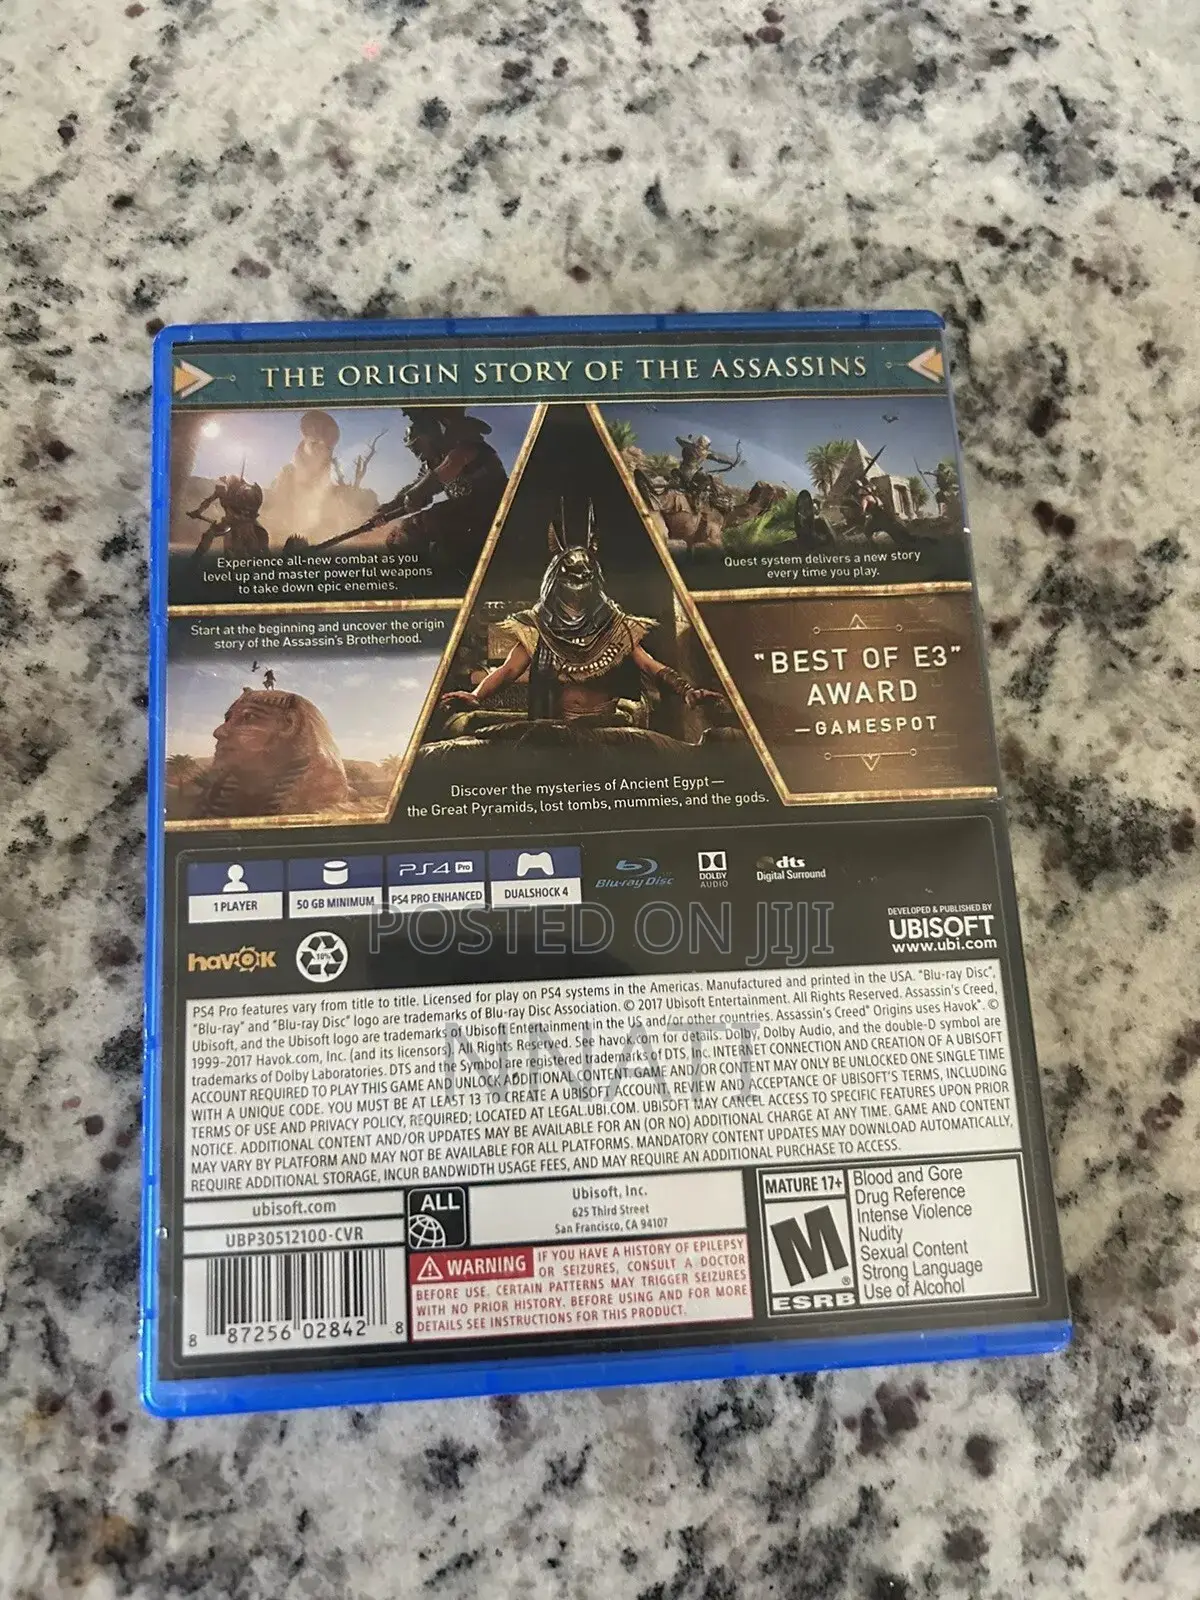 THE ORIGIN STORY OF THE ASSASSINS
Experience all-new combat as you
level up and master powerful weapons
to take down epic enemies.
Quest system delivers a new story
every time you play.
Start at the beginning and uncover the origin
story of the Assassin's Brotherhood.
"BEST OF E3"
AWARD
—GAMESPOT
Discover the mysteries of Ancient Egypt—
the Great Pyramids, lost tombs, mummies, and the gods.
1 PLAYER
50 GB MINIMUM
PS4 Pro
PS4 PRO ENHANCED
DUALSHOCK 4
Blu-ray Disc
DOLBY
AUDIO
dts
Digital Surround
POSTED ON JIJI
DEVELOPED & PUBLISHED BY
UBISOFT
www.ubi.com
havok
10%
PS4 Pro features vary from title to title. Licensed for play on PS4 systems in the Americas. Manufactured and printed in the USA. "Blu-ray Disc",
"Blu-ray" and "Blu-ray Disc" logo are trademarks of Blu-ray Disc Association. © 2017 Ubisoft Entertainment. All Rights Reserved. Assassin's Creed,
Ubisoft, and the Ubisoft logo are trademarks of Ubisoft Entertainment in the US and/or other countries. Assassin's Creed® Origins uses Havok®. ©
1999-2017 Havok.com, Inc. (and its licensors). All Rights Reserved. See havok.com for details. Dolby, Dolby Audio, and the double-D symbol are
trademarks of Dolby Laboratories. DTS and the Symbol are registered trademarks of DTS, Inc. INTERNET CONNECTION AND CREATION OF A UBISOFT
ACCOUNT REQUIRED TO PLAY THIS GAME AND UNLOCK ADDITIONAL CONTENT. GAME AND/OR CONTENT MAY ONLY BE UNLOCKED ONE SINGLE TIME
WITH A UNIQUE CODE. YOU MUST BE AT LEAST 13 TO CREATE A UBISOFT ACCOUNT. REVIEW AND ACCEPTANCE OF UBISOFT'S TERMS, INCLUDING
TERMS OF USE AND PRIVACY POLICY, REQUIRED; LOCATED AT LEGAL.UBI.COM. UBISOFT MAY CANCEL ACCESS TO SPECIFIC FEATURES UPON PRIOR
NOTICE. ADDITIONAL CONTENT AND/OR UPDATES MAY BE AVAILABLE FOR AN (OR NO) ADDITIONAL CHARGE AT ANY TIME. GAME AND CONTENT
MAY VARY BY PLATFORM AND MAY NOT BE AVAILABLE FOR ALL PLATFORMS. MANDATORY CONTENT UPDATES MAY DOWNLOAD AUTOMATICALLY,
REQUIRE ADDITIONAL STORAGE, INCUR BANDWIDTH USAGE FEES, AND MAY REQUIRE AN ADDITIONAL PURCHASE TO ACCESS.
NNATI
ubisoft.com
UBP30512100-CVR
8 87256 02842 8
ALL
Ubisoft, Inc.
625 Third Street
San Francisco, CA 94107
WARNING IF YOU HAVE A HISTORY OF EPILEPSY
OR SEIZURES, CONSULT A DOCTOR
BEFORE USE. CERTAIN PATTERNS MAY TRIGGER SEIZURES
WITH NO PRIOR HISTORY. BEFORE USING AND FOR MORE
DETAILS SEE INSTRUCTIONS FOR THIS PRODUCT.
MATURE 17+
M
®
ESRB
Blood and Gore
Drug Reference
Intense Violence
Nudity
Sexual Content
Strong Language
Use of Alcohol